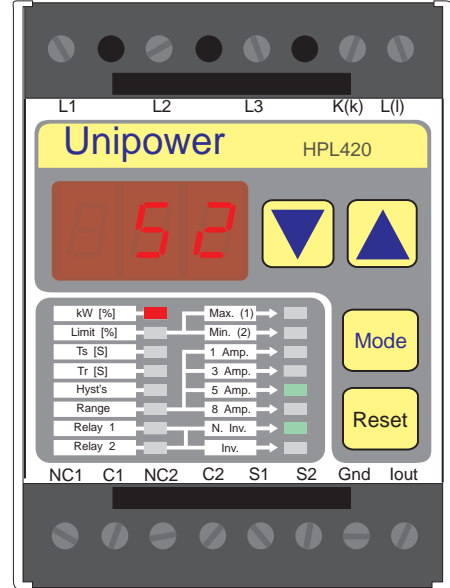 L1 L2 L3 K(k) L(l)
Unipower HPL420
52
kW [%] Max. (1)
Limit [%] Min. (2)
Ts [S] 1 Amp.
Tr [S] 3 Amp.
Hyst's 5 Amp.
Range 8 Amp.
Relay 1 N. Inv.
Relay 2 Inv.
Mode
Reset
NC1 C1 NC2 C2 S1 S2 Gnd Iout